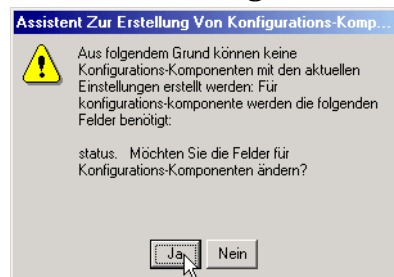 Assistent Zur Erstellung Von Konfigurations-Komp...
Aus folgendem Grund können keine
Konfigurations-Komponenten mit den aktuellen
Einstellungen erstellt werden: Für
konfigurations-komponente werden die folgenden
Felder benötigt:
status. Möchten Sie die Felder für
Konfigurations-Komponenten ändern?
Ja Nein